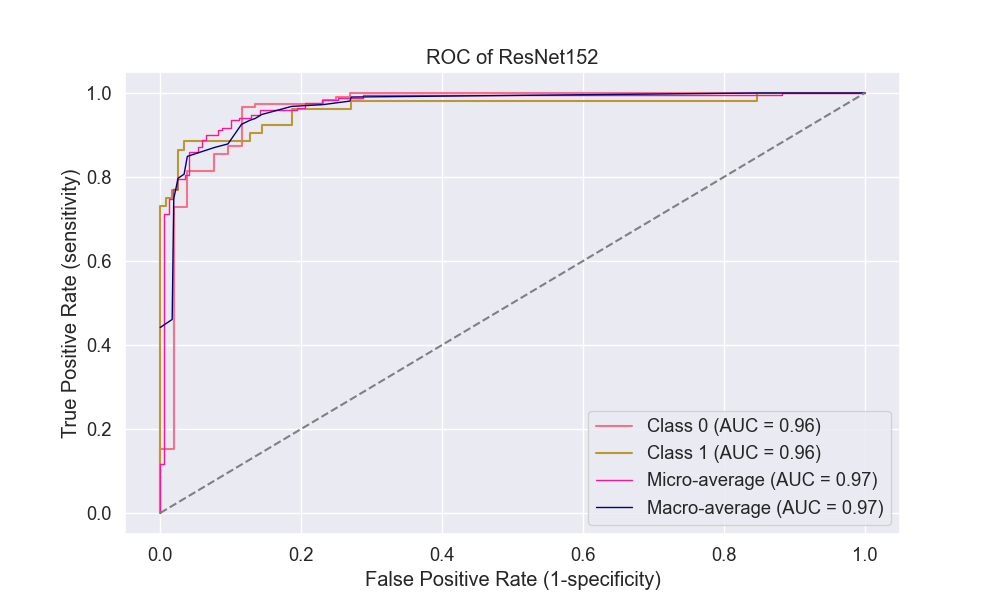 ROC of ResNet152
1.0
0.8
0.6
0.4
0.2
0.0
True Positive Rate (sensitivity)
Class 0 (AUC = 0.96)
Class 1 (AUC = 0.96)
Micro-average (AUC = 0.97)
Macro-average (AUC = 0.97)
0.0 0.2 0.4 0.6 0.8 1.0
False Positive Rate (1-specificity)